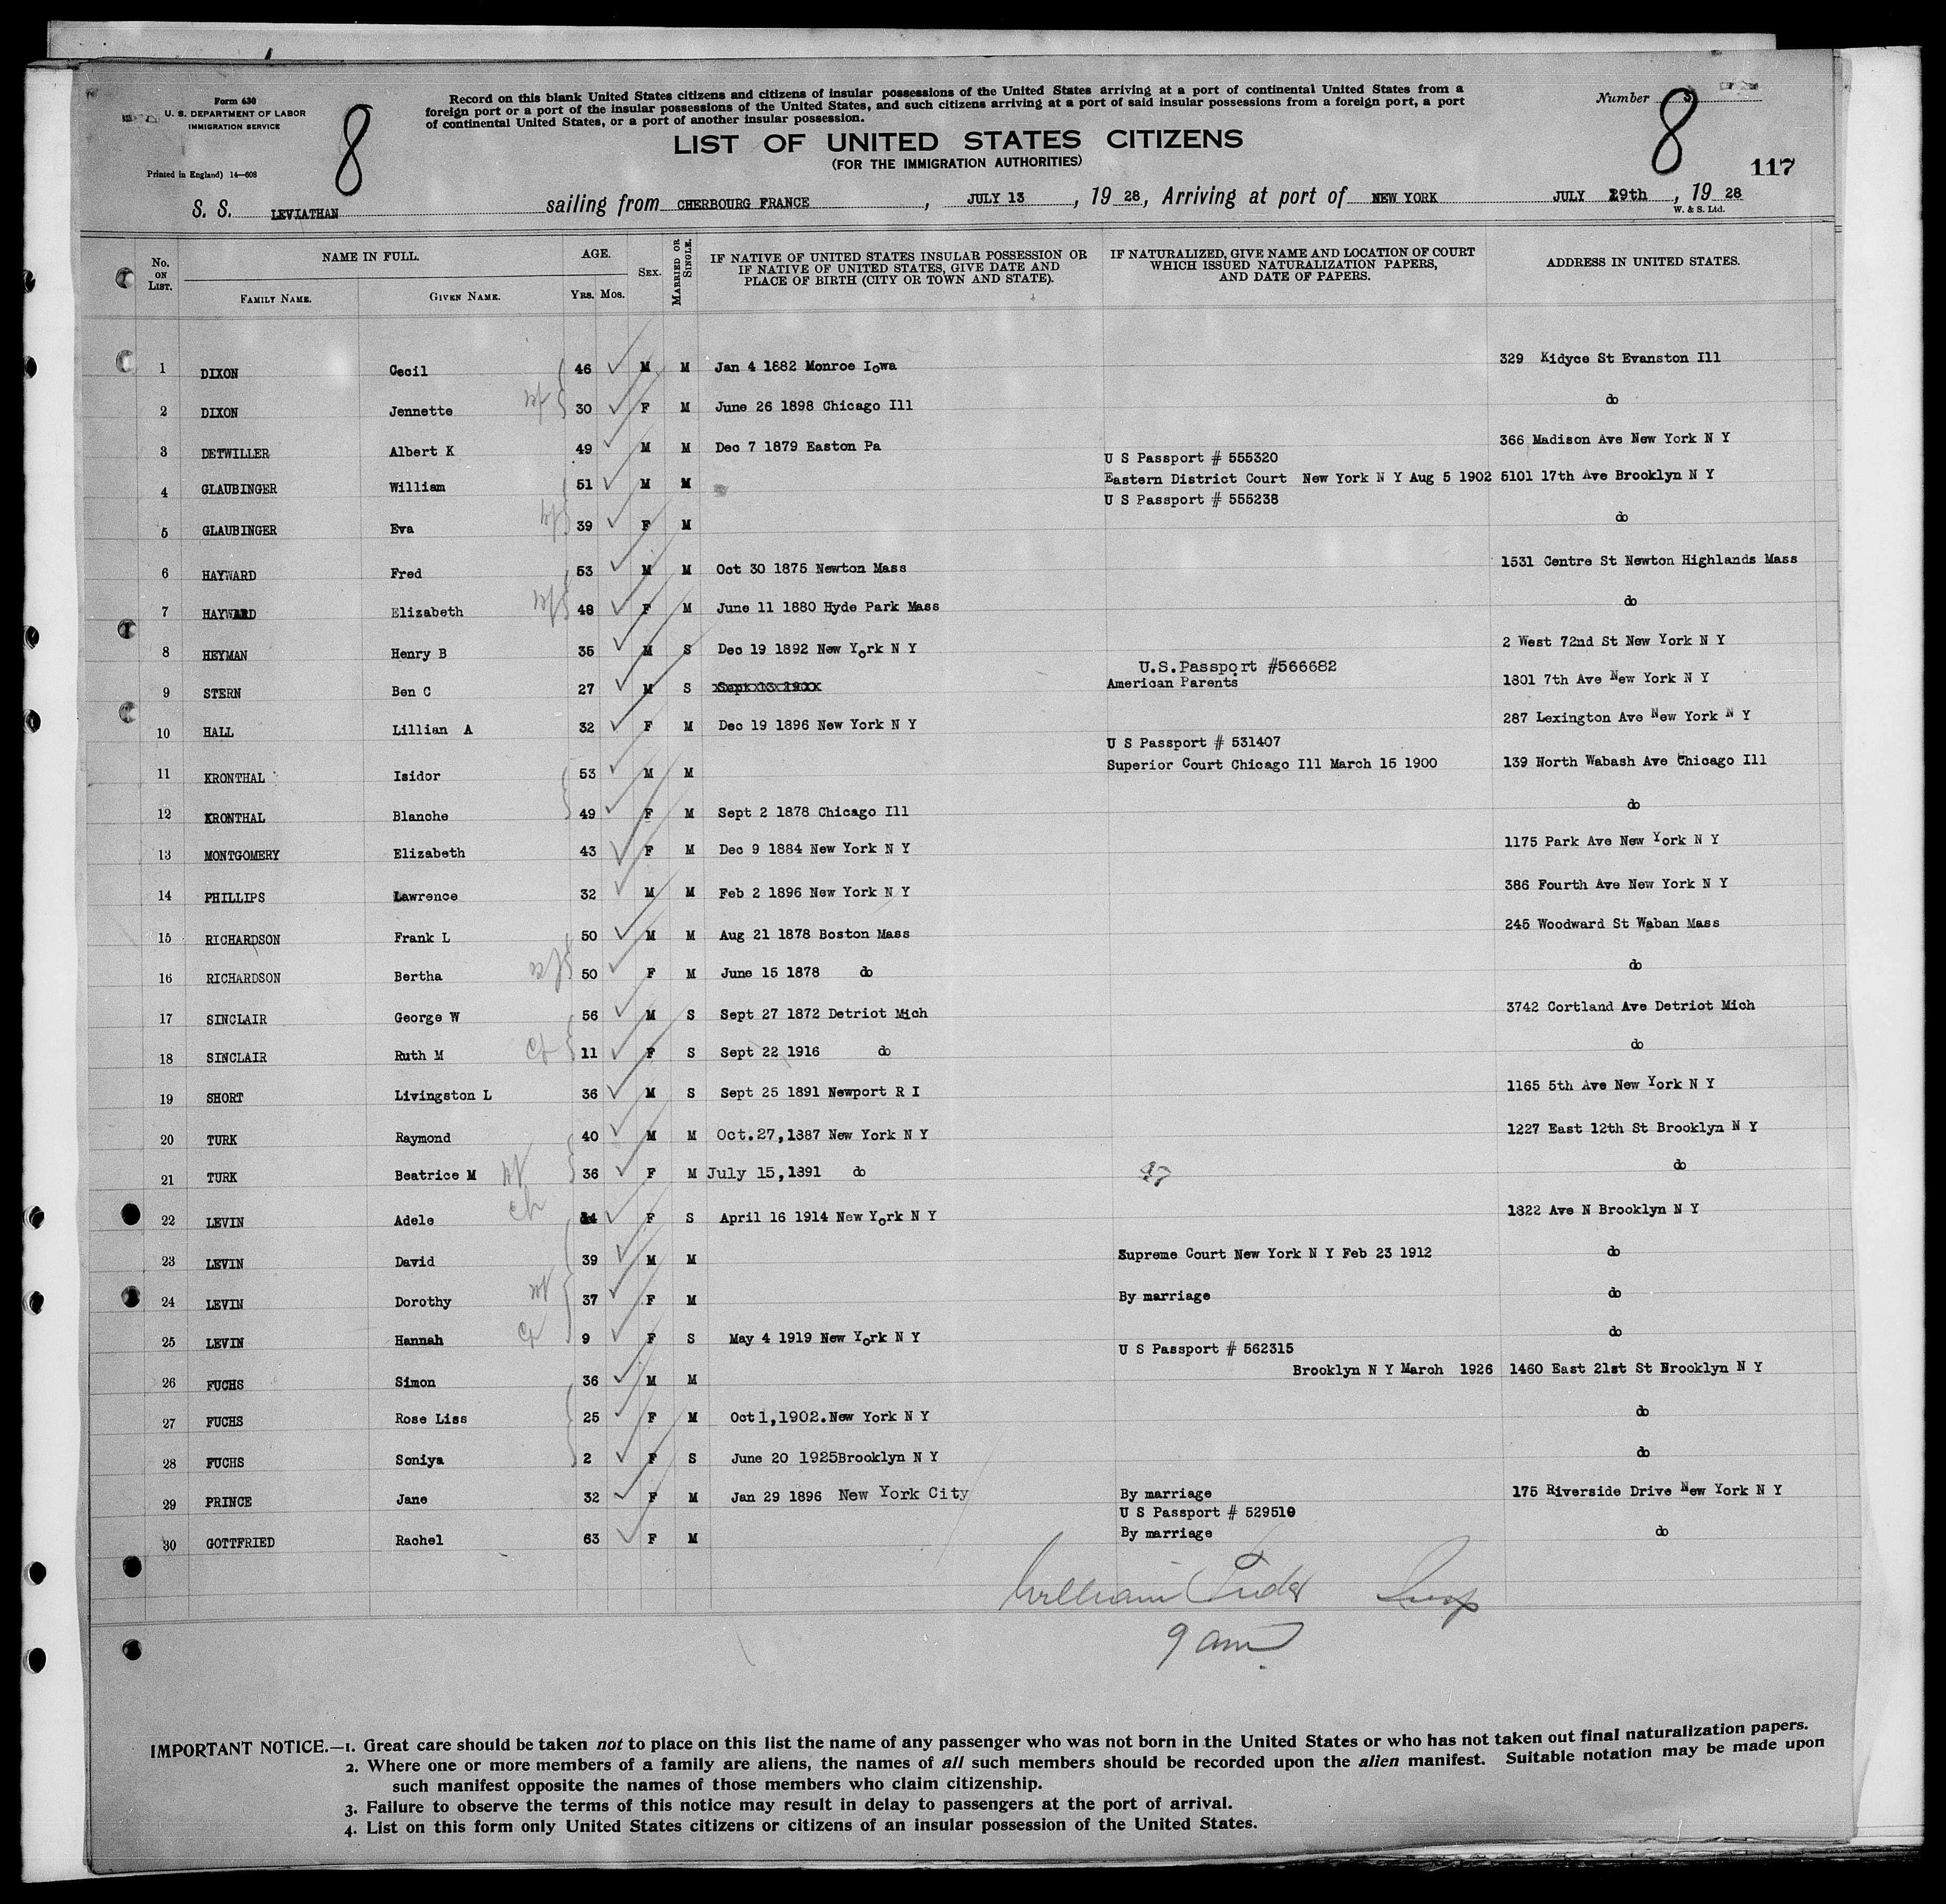 Form 630
U. S. DEPARTMENT OF LABOR
IMMIGRATION SERVICE
Printed in England) 14—608
8
Record on this blank United States citizens and citizens of insular possessions of the United States arriving at a port of continental United States from a
foreign port or a port of the insular possessions of the United States, and such citizens arriving at a port of said insular possessions from a foreign port, a port
of continental United States, or a port of another insular possession.
Number
8
117
LIST OF UNITED STATES CITIZENS
(FOR THE IMMIGRATION AUTHORITIES)
S. S. LEVIATHAN sailing from CHERBOURG FRANCE, JULY 13, 19 28, Arriving at port of NEW YORK JULY 19th, 19 28
W. & S. Ltd.
No. ON LIST. NAME IN FULL. FAMILY NAME. GIVEN NAME. AGE. YRS. MOS. SEX. MARRIED OR SINGLE. IF NATIVE OF UNITED STATES INSULAR POSSESSION OR IF NATIVE OF UNITED STATES, GIVE DATE AND PLACE OF BIRTH (CITY OR TOWN AND STATE). IF NATURALIZED, GIVE NAME AND LOCATION OF COURT WHICH ISSUED NATURALIZATION PAPERS, AND DATE OF PAPERS. ADDRESS IN UNITED STATES.
1 DIXON Cecil 46 M M Jan 4 1882 Monroe Iowa 329 Kidyce St Evanston Ill
2 DIXON Jennette wf 30 F M June 26 1898 Chicago Ill do
3 DETWILLER Albert K 49 M M Dec 7 1879 Easton Pa 366 Madison Ave New York N Y
U S Passport # 555320
4 GLAUBINGER William 51 M M Eastern District Court New York N Y Aug 5 1902 5101 17th Ave Brooklyn N Y
U S Passport # 555238
5 GLAUBINGER Eva wf 39 F M do
6 HAYWARD Fred 53 M M Oct 30 1875 Newton Mass 1531 Centre St Newton Highlands Mass
7 HAYWARD Elizabeth wf 48 F M June 11 1880 Hyde Park Mass do
8 HEYMAN Henry B 35 M S Dec 19 1892 New York N Y 2 West 72nd St New York N Y
U.S.Passport #566682
9 STERN Ben C 27 M S American Parents 1801 7th Ave New York N Y
10 HALL Lillian A 32 F M Dec 19 1896 New York N Y 287 Lexington Ave New York N Y
U S Passport # 531407
11 KRONTHAL Isidor 53 M M Superior Court Chicago Ill March 15 1900 139 North Wabash Ave Chicago Ill
12 KRONTHAL Blanche 49 F M Sept 2 1878 Chicago Ill do
13 MONTGOMERY Elizabeth 43 F M Dec 9 1884 New York N Y 1175 Park Ave New York N Y
14 PHILLIPS Lawrence 32 M M Feb 2 1896 New York N Y 386 Fourth Ave New York N Y
15 RICHARDSON Frank L 50 M M Aug 21 1878 Boston Mass 245 Woodward St Waban Mass
16 RICHARDSON Bertha wf 50 F M June 15 1878 do do
17 SINCLAIR George W 56 M S Sept 27 1872 Detriot Mich 3742 Cortland Ave Detriot Mich
18 SINCLAIR Ruth M 11 F S Sept 22 1916 do do
19 SHORT Livingston L 36 M S Sept 25 1891 Newport R I 1165 5th Ave New York N Y
20 TURK Raymond 40 M M Oct.27,1887 New York N Y 1227 East 12th St Brooklyn N Y
21 TURK Beatrice M wf 36 F M July 15,1891 do do
22 LEVIN Adele ch 14 F S April 16 1914 New York N Y 1822 Ave N Brooklyn N Y
23 LEVIN David 39 M M Supreme Court New York N Y Feb 23 1912 do
24 LEVIN Dorothy wf 37 F M By marriage do
25 LEVIN Hannah 9 F S May 4 1919 New York N Y do
U S Passport # 562315
26 FUCHS Simon 36 M M Brooklyn N Y March 1926 1460 East 21st St Brooklyn N Y
27 FUCHS Rose Liss 25 F M Oct 1,1902.New York N Y do
28 FUCHS Soniya 2 F S June 20 1925Brooklyn N Y do
29 PRINCE Jane 32 F M Jan 29 1896 New York City By marriage 175 Riverside Drive New York N Y
U S Passport # 529510
30 GOTTFRIED Rachel 63 F M By marriage do
William Insp
9 am
IMPORTANT NOTICE.—1. Great care should be taken not to place on this list the name of any passenger who was not born in the United States or who has not taken out final naturalization papers.
2. Where one or more members of a family are aliens, the names of all such members should be recorded upon the alien manifest. Suitable notation may be made upon
such manifest opposite the names of those members who claim citizenship.
3. Failure to observe the terms of this notice may result in delay to passengers at the port of arrival.
4. List on this form only United States citizens or citizens of an insular possession of the United States.